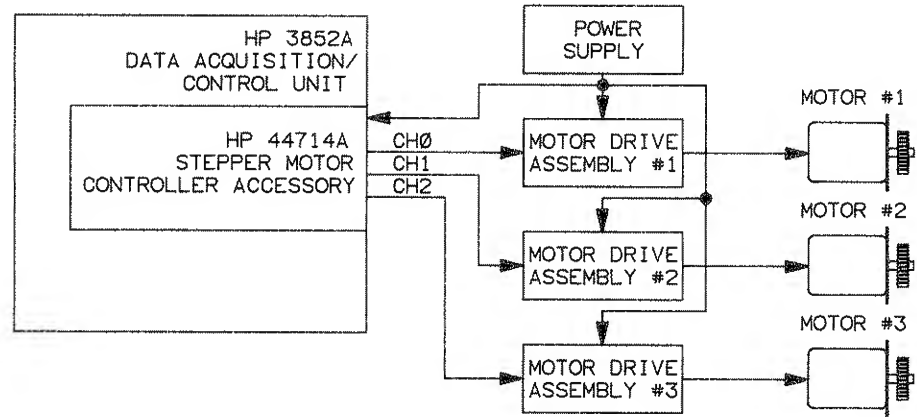 HP 3852A
DATA ACQUISITION/
CONTROL UNIT
HP 44714A
STEPPER MOTOR
CONTROLLER ACCESSORY
CHØ
CH1
CH2
POWER
SUPPLY
MOTOR DRIVE
ASSEMBLY #1
MOTOR #1
MOTOR DRIVE
ASSEMBLY #2
MOTOR #2
MOTOR DRIVE
ASSEMBLY #3
MOTOR #3